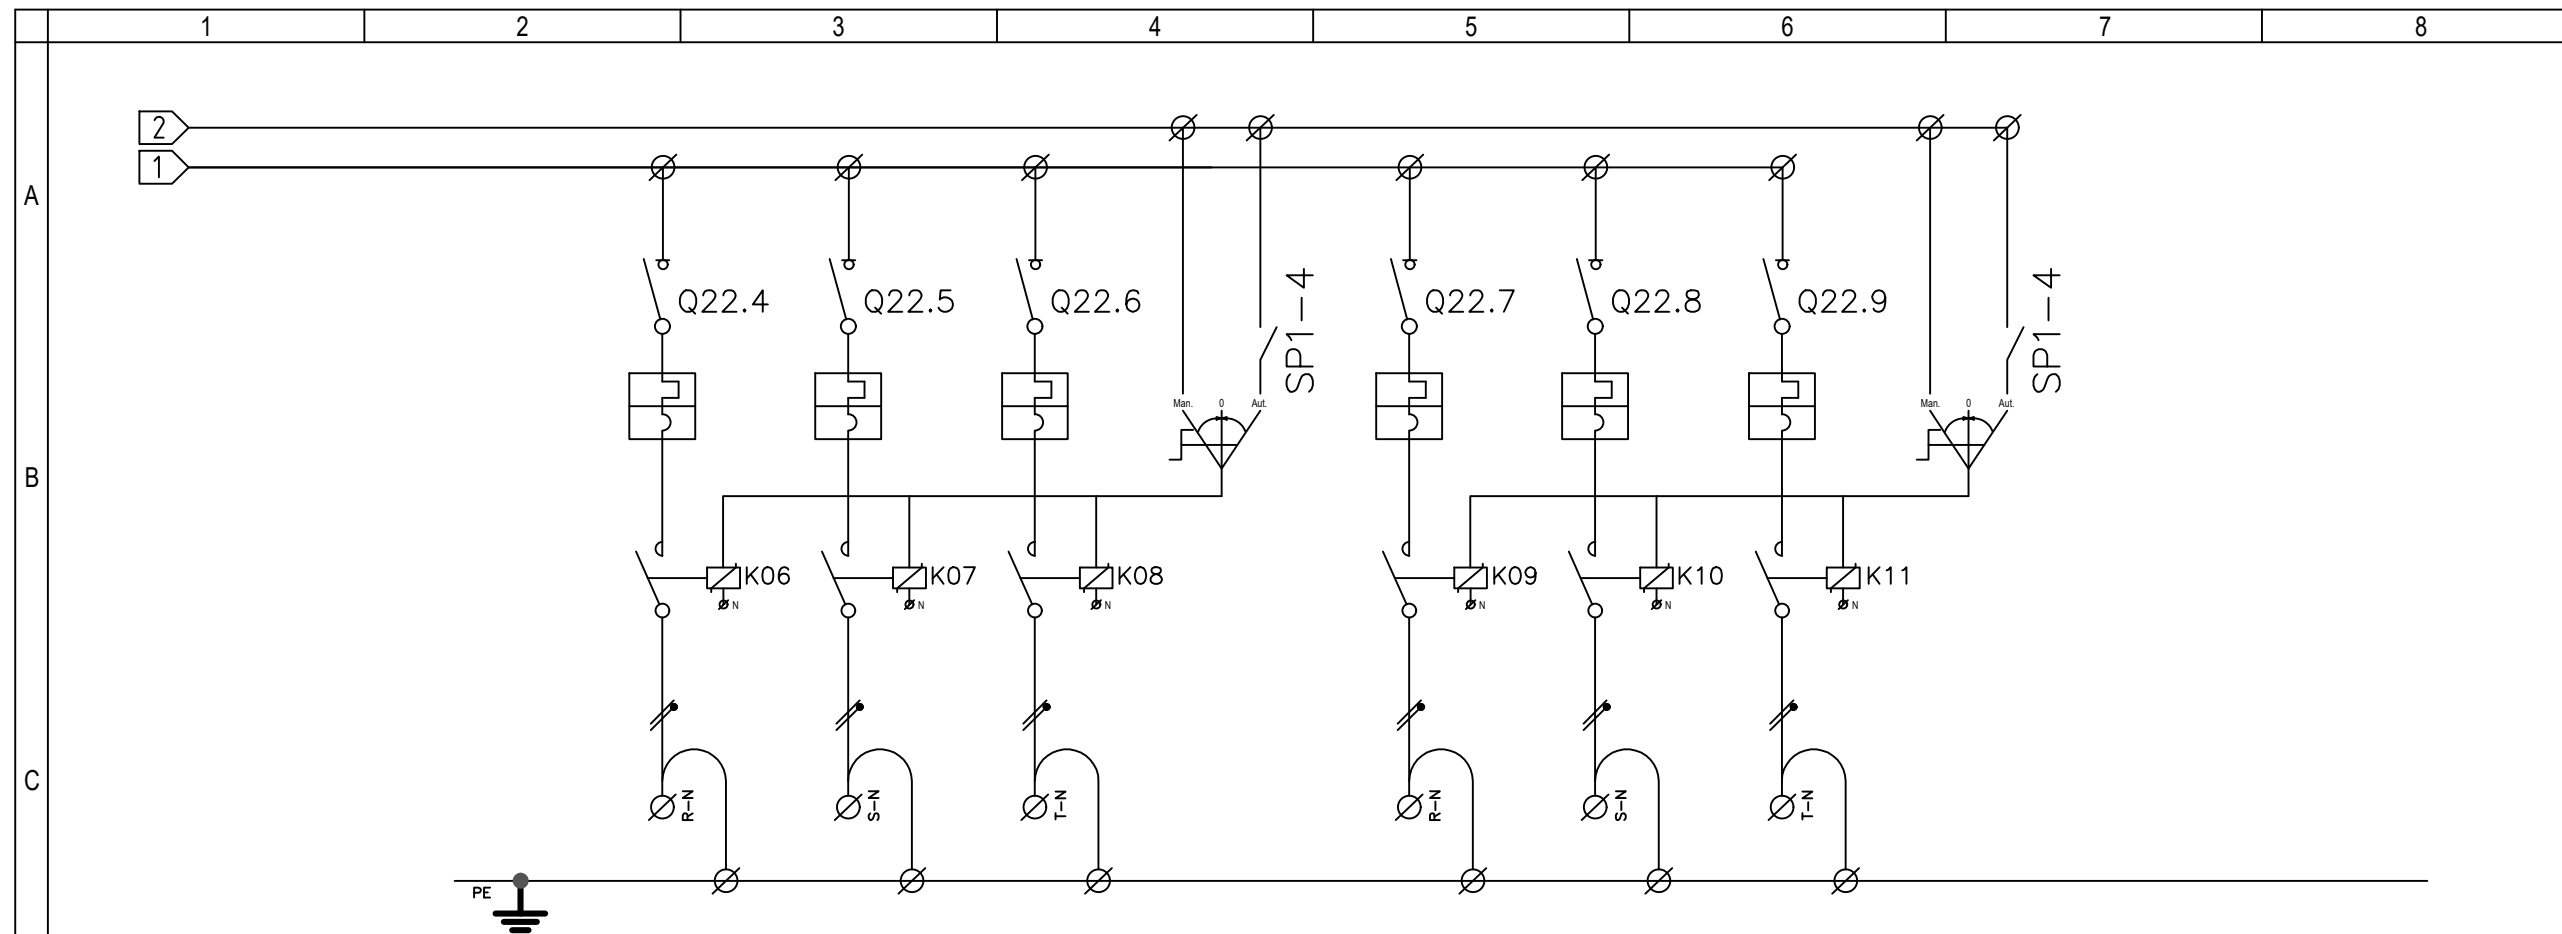 1 2 3 4 5 6 7 8
2
1
A
Q22.4 Q22.5 Q22.6 SP1-4 Q22.7 Q22.8 Q22.9 SP1-4
Man. 0 Aut. Man. 0 Aut.
B
K06 K07 K08 K09 K10 K11
N N N N N N
C
R-N S-N T-N R-N S-N T-N
PE